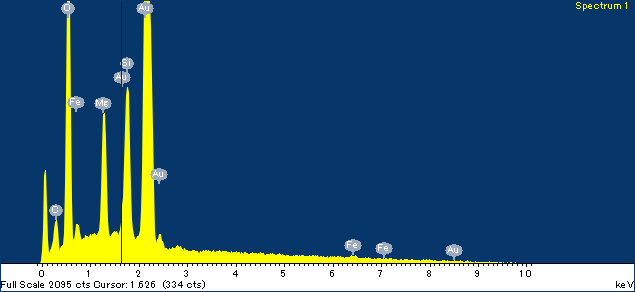 Spectrum 1
O
Au
Si
Au
Fe
Mg
Au
O
Fe
Fe
Au
0 1 2 3 4 5 6 7 8 9 10
Full Scale 2095 cts Cursor: 1.626 (334 cts) keV